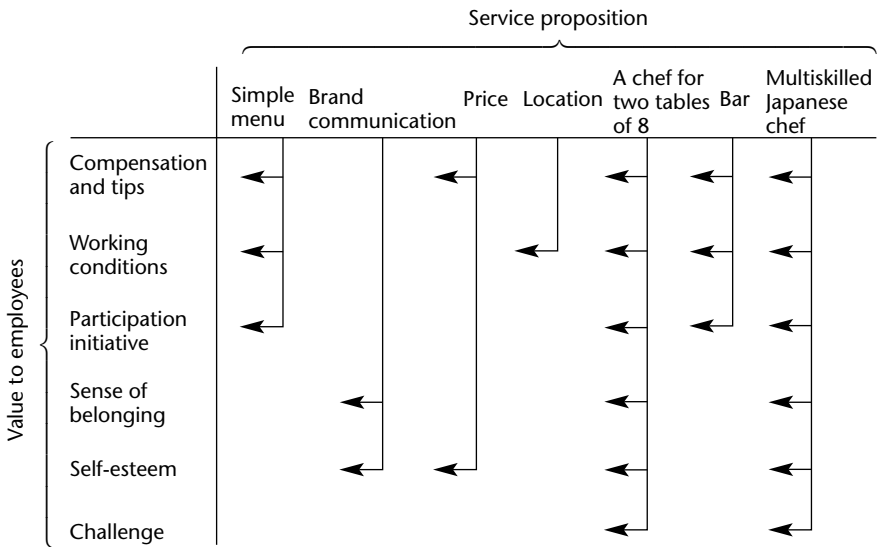 Service proposition
Simple
menu
Brand
communication
Price
Location
A chef for
two tables
of 8
Bar
Multiskilled
Japanese
chef
Value to employees
Compensation
and tips
Working
conditions
Participation
initiative
Sense of
belonging
Self-esteem
Challenge